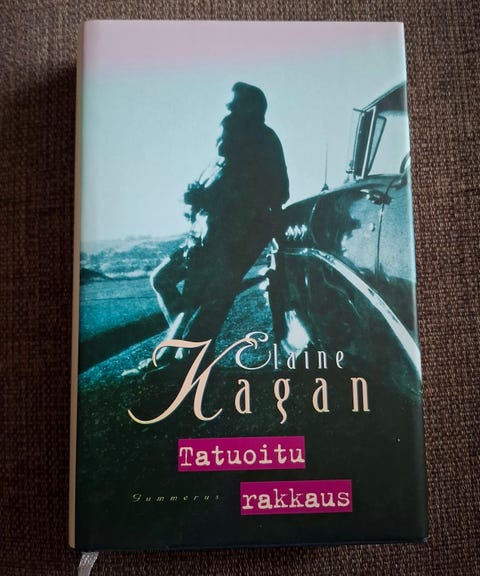 Elaine
Kagan
Tatuoitu
Gummerus rakkaus